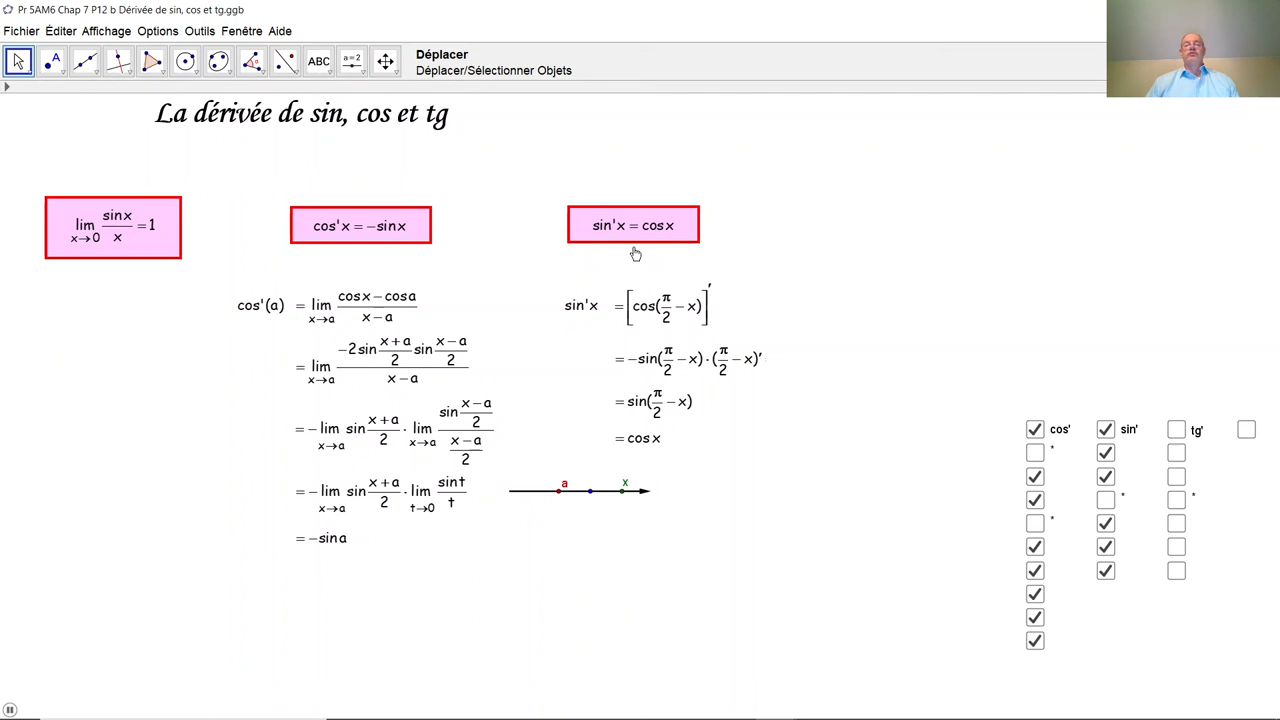 Pr 5AM6 Chap 7 P12 b Dérivée de sin, cos et tg.ggb
Fichier Éditer Affichage Options Outils Fenêtre Aide
A
ABC
a=2
Déplacer
Déplacer/Sélectionner Objets
La dérivée de sin, cos et tg
lim x→0 sinx/x = 1
cos'x = −sinx
sin'x = cosx
cos'(a) = lim x→a (cosx − cosa)/(x − a)
= lim x→a (−2sin (x+a)/2 sin (x−a)/2)/(x − a)
= −lim x→a sin (x+a)/2 · lim x→a (sin (x−a)/2)/((x−a)/2)
= −lim x→a sin (x+a)/2 · lim t→0 sint/t
= −sina
sin'x = [cos(π/2 − x)]'
= −sin(π/2 − x) · (π/2 − x)'
= sin(π/2 − x)
= cosx
a x
cos' sin' tg'
*
* *
*